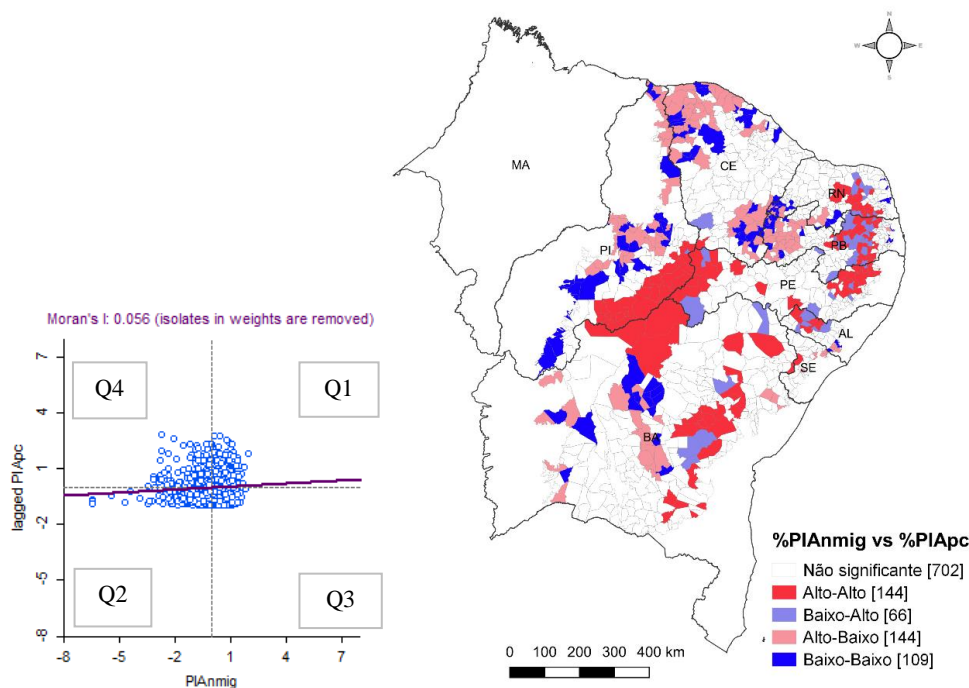 Moran's I: 0.056 (isolates in weights are removed)
7
4
1
-2
-5
-8
lagged PIApc
Q4
Q1
Q2
Q3
-8
-5
-2
1
4
7
PIAnmig
N
W
E
S
MA
CE
RN
PB
PI
PE
AL
SE
BA
0 100 200 300 400 km
%PIAnmig vs %PIApc
Não significante [702]
Alto-Alto [144]
Baixo-Alto [66]
Alto-Baixo [144]
Baixo-Baixo [109]